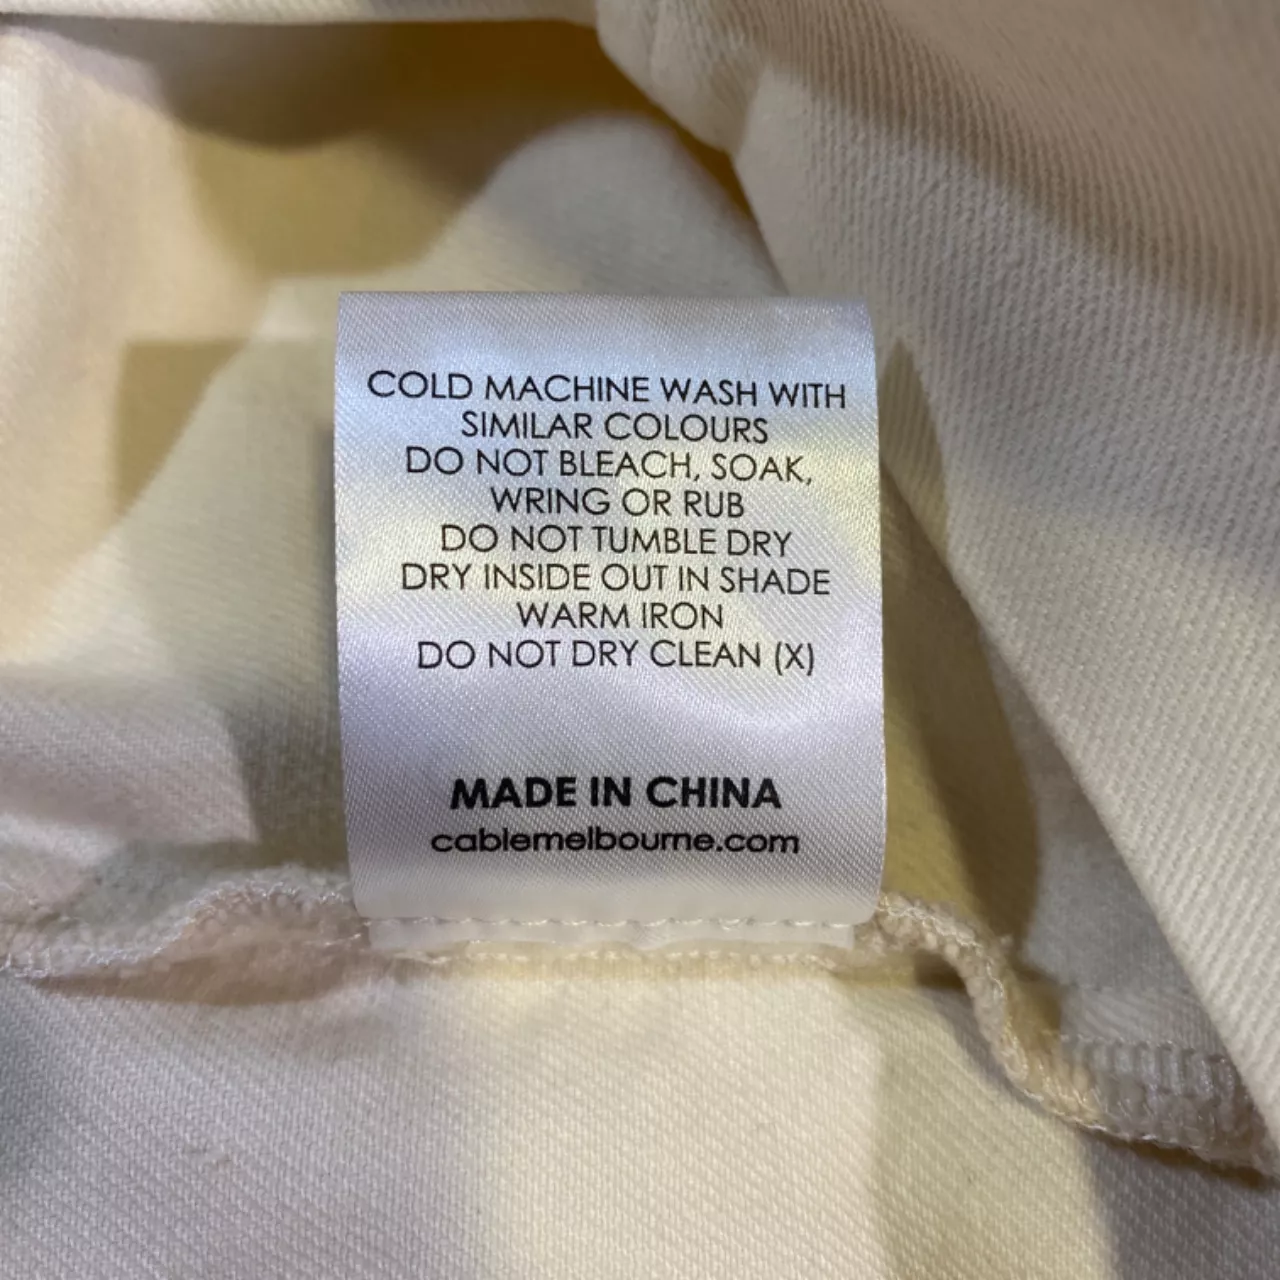 COLD MACHINE WASH WITH
SIMILAR COLOURS
DO NOT BLEACH, SOAK,
WRING OR RUB
DO NOT TUMBLE DRY
DRY INSIDE OUT IN SHADE
WARM IRON
DO NOT DRY CLEAN (X)
MADE IN CHINA
cablemelbourne.com